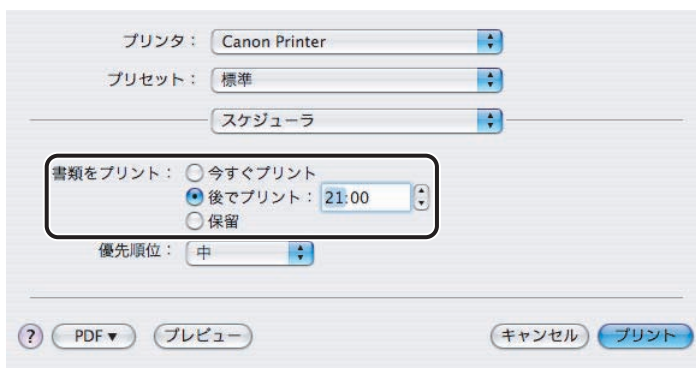 プリンタ： Canon Printer
プリセット： 標準
スケジューラ
書類をプリント： 今すぐプリント
後でプリント： 21:00
保留
優先順位： 中
? PDF▼ プレビュー キャンセル プリント